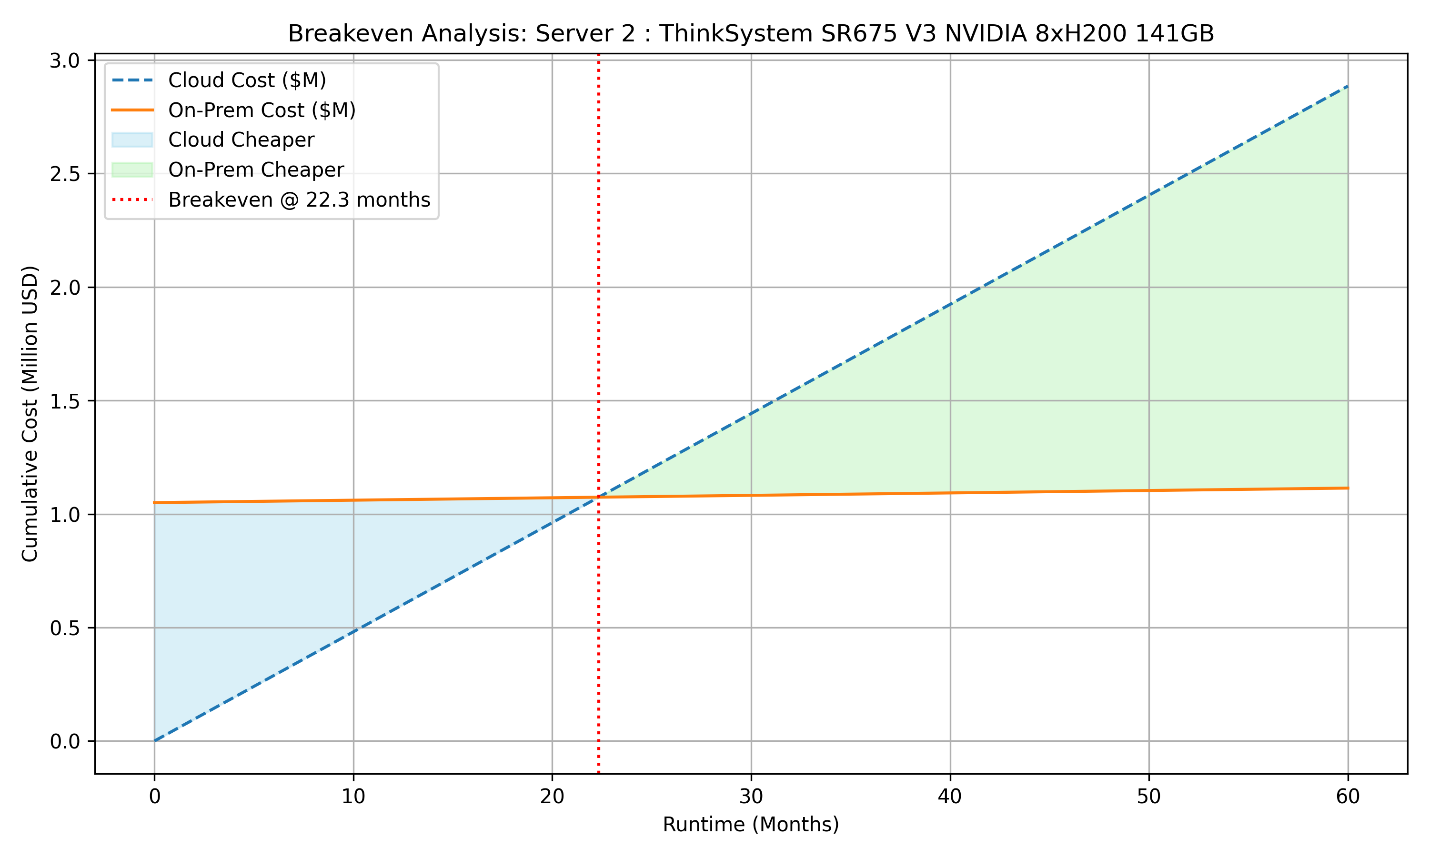 Breakeven Analysis: Server 2 : ThinkSystem SR675 V3 NVIDIA 8xH200 141GB
Cloud Cost ($M)
On-Prem Cost ($M)
Cloud Cheaper
On-Prem Cheaper
Breakeven @ 22.3 months
Cumulative Cost (Million USD)
3.0
2.5
2.0
1.5
1.0
0.5
0.0
0 10 20 30 40 50 60
Runtime (Months)